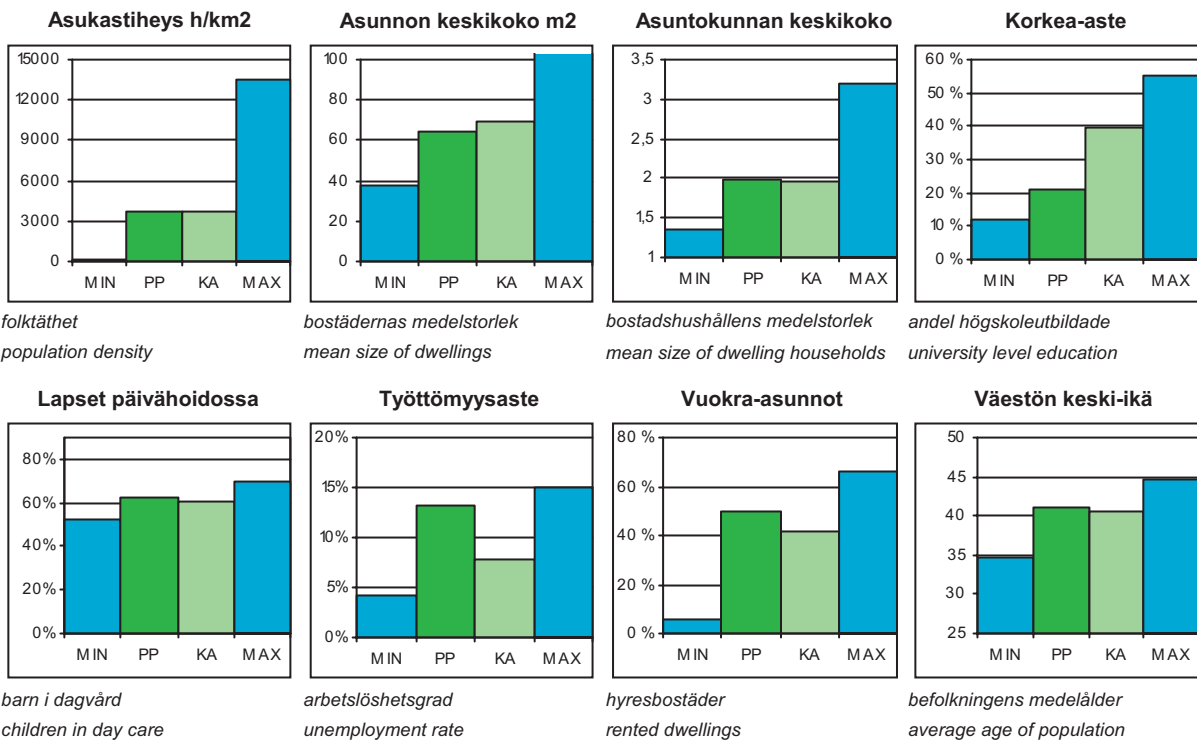 Asukastiheys h/km2
15000
12000
9000
6000
3000
0
MIN PP KA MAX
folktäthet
population density
Asunnon keskikoko m2
100
80
60
40
20
0
MIN PP KA MAX
bostädernas medelstorlek
mean size of dwellings
Asuntokunnan keskikoko
3,5
3
2,5
2
1,5
1
MIN PP KA MAX
bostadshushållens medelstorlek
mean size of dwelling households
Korkea-aste
60 %
50 %
40 %
30 %
20 %
10 %
0 %
MIN PP KA MAX
andel högskoleutbildade
university level education
Lapset päivähoidossa
80%
60%
40%
20%
0%
MIN PP KA MAX
barn i dagvård
children in day care
Työttömyysaste
20%
15%
10%
5%
0%
MIN PP KA MAX
arbetslöshetsgrad
unemployment rate
Vuokra-asunnot
80 %
60 %
40 %
20 %
0 %
MIN PP KA MAX
hyresbostäder
rented dwellings
Väestön keski-ikä
50
45
40
35
30
25
MIN PP KA MAX
befolkningens medelålder
average age of population